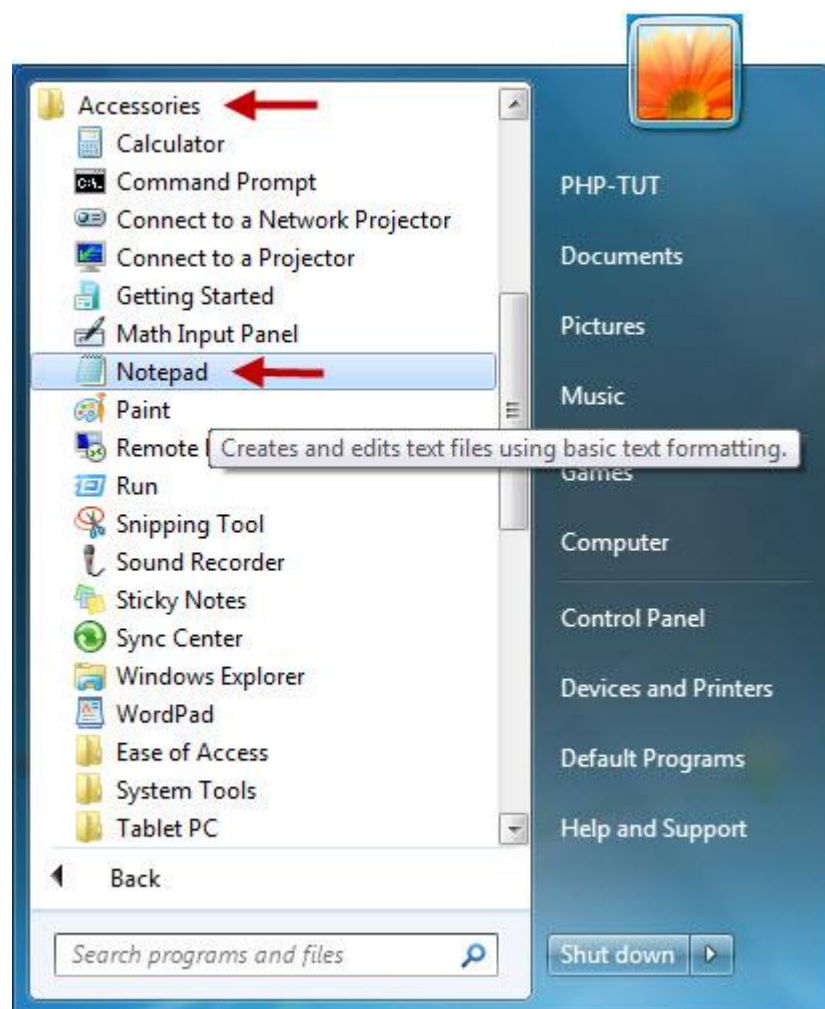 Accessories
Calculator
Command Prompt
Connect to a Network Projector
Connect to a Projector
Getting Started
Math Input Panel
Notepad
Paint
Remote
Creates and edits text files using basic text formatting.
Run
Snipping Tool
Sound Recorder
Sticky Notes
Sync Center
Windows Explorer
WordPad
Ease of Access
System Tools
Tablet PC
Back
Search programs and files
PHP-TUT
Documents
Pictures
Music
Games
Computer
Control Panel
Devices and Printers
Default Programs
Help and Support
Shut down